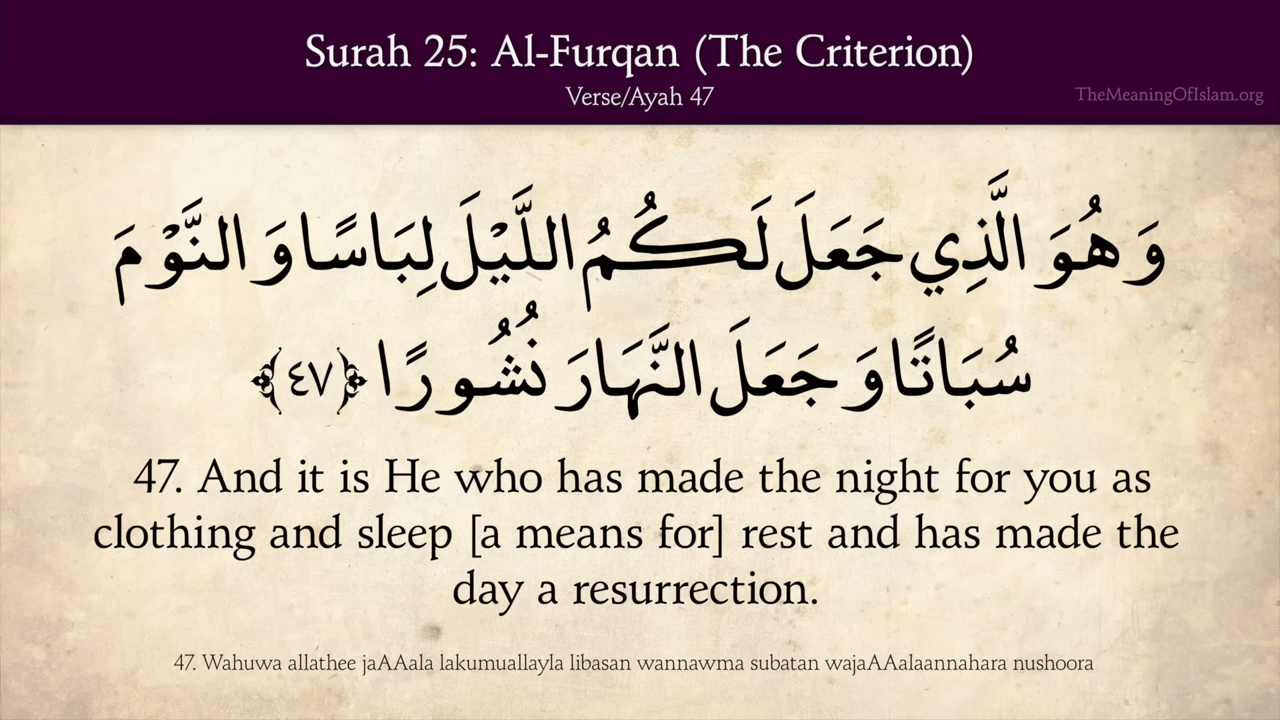 Surah 25: Al-Furqan (The Criterion)
Verse/Ayah 47
TheMeaningOfIslam.org
وَهُوَ الَّذِي جَعَلَ لَكُمُ اللَّيْلَ لِبَاسًا وَالنَّوْمَ
سُبَاتًا وَجَعَلَ النَّهَارَ نُشُورًا ﴿٤٧﴾
47. And it is He who has made the night for you as
clothing and sleep [a means for] rest and has made the
day a resurrection.
47. Wahuwa allathee jaAAala lakumuallayla libasan wannawma subatan wajaAAalaannahara nushoora